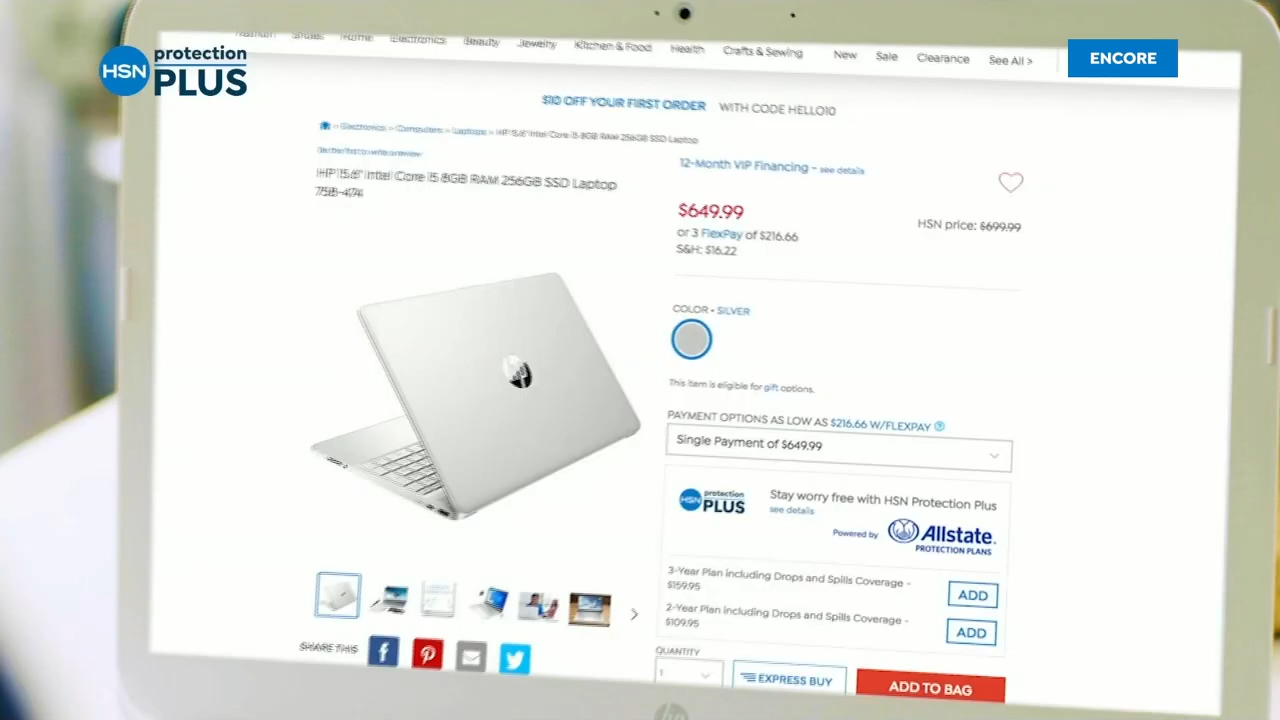 HSN protection
PLUS
ENCORE
Fashion Shoes Home Electronics Beauty Jewelry Kitchen & Food Health Crafts & Sewing New Sale Clearance See All >
$10 OFF YOUR FIRST ORDER WITH CODE HELLO10
> Electronics > Computers > Laptops > HP 15.6" Intel Core i5 8GB RAM 256GB SSD Laptop
Be the first to write a review
HP 15.6" Intel Core i5 8GB RAM 256GB SSD Laptop
758-474
12-Month VIP Financing - see details
$649.99
HSN price: $699.99
or 3 FlexPay of $216.66
S&H: $16.22
COLOR - SILVER
This item is eligible for gift options.
PAYMENT OPTIONS AS LOW AS $216.66 W/FLEXPAY ?
Single Payment of $649.99
HSN protection
PLUS
Stay worry free with HSN Protection Plus
see details
Powered by Allstate.
PROTECTION PLANS
3-Year Plan including Drops and Spills Coverage -
$159.95
ADD
2-Year Plan including Drops and Spills Coverage -
$109.95
ADD
SHARE THIS
QUANTITY
1
EXPRESS BUY
ADD TO BAG
hp